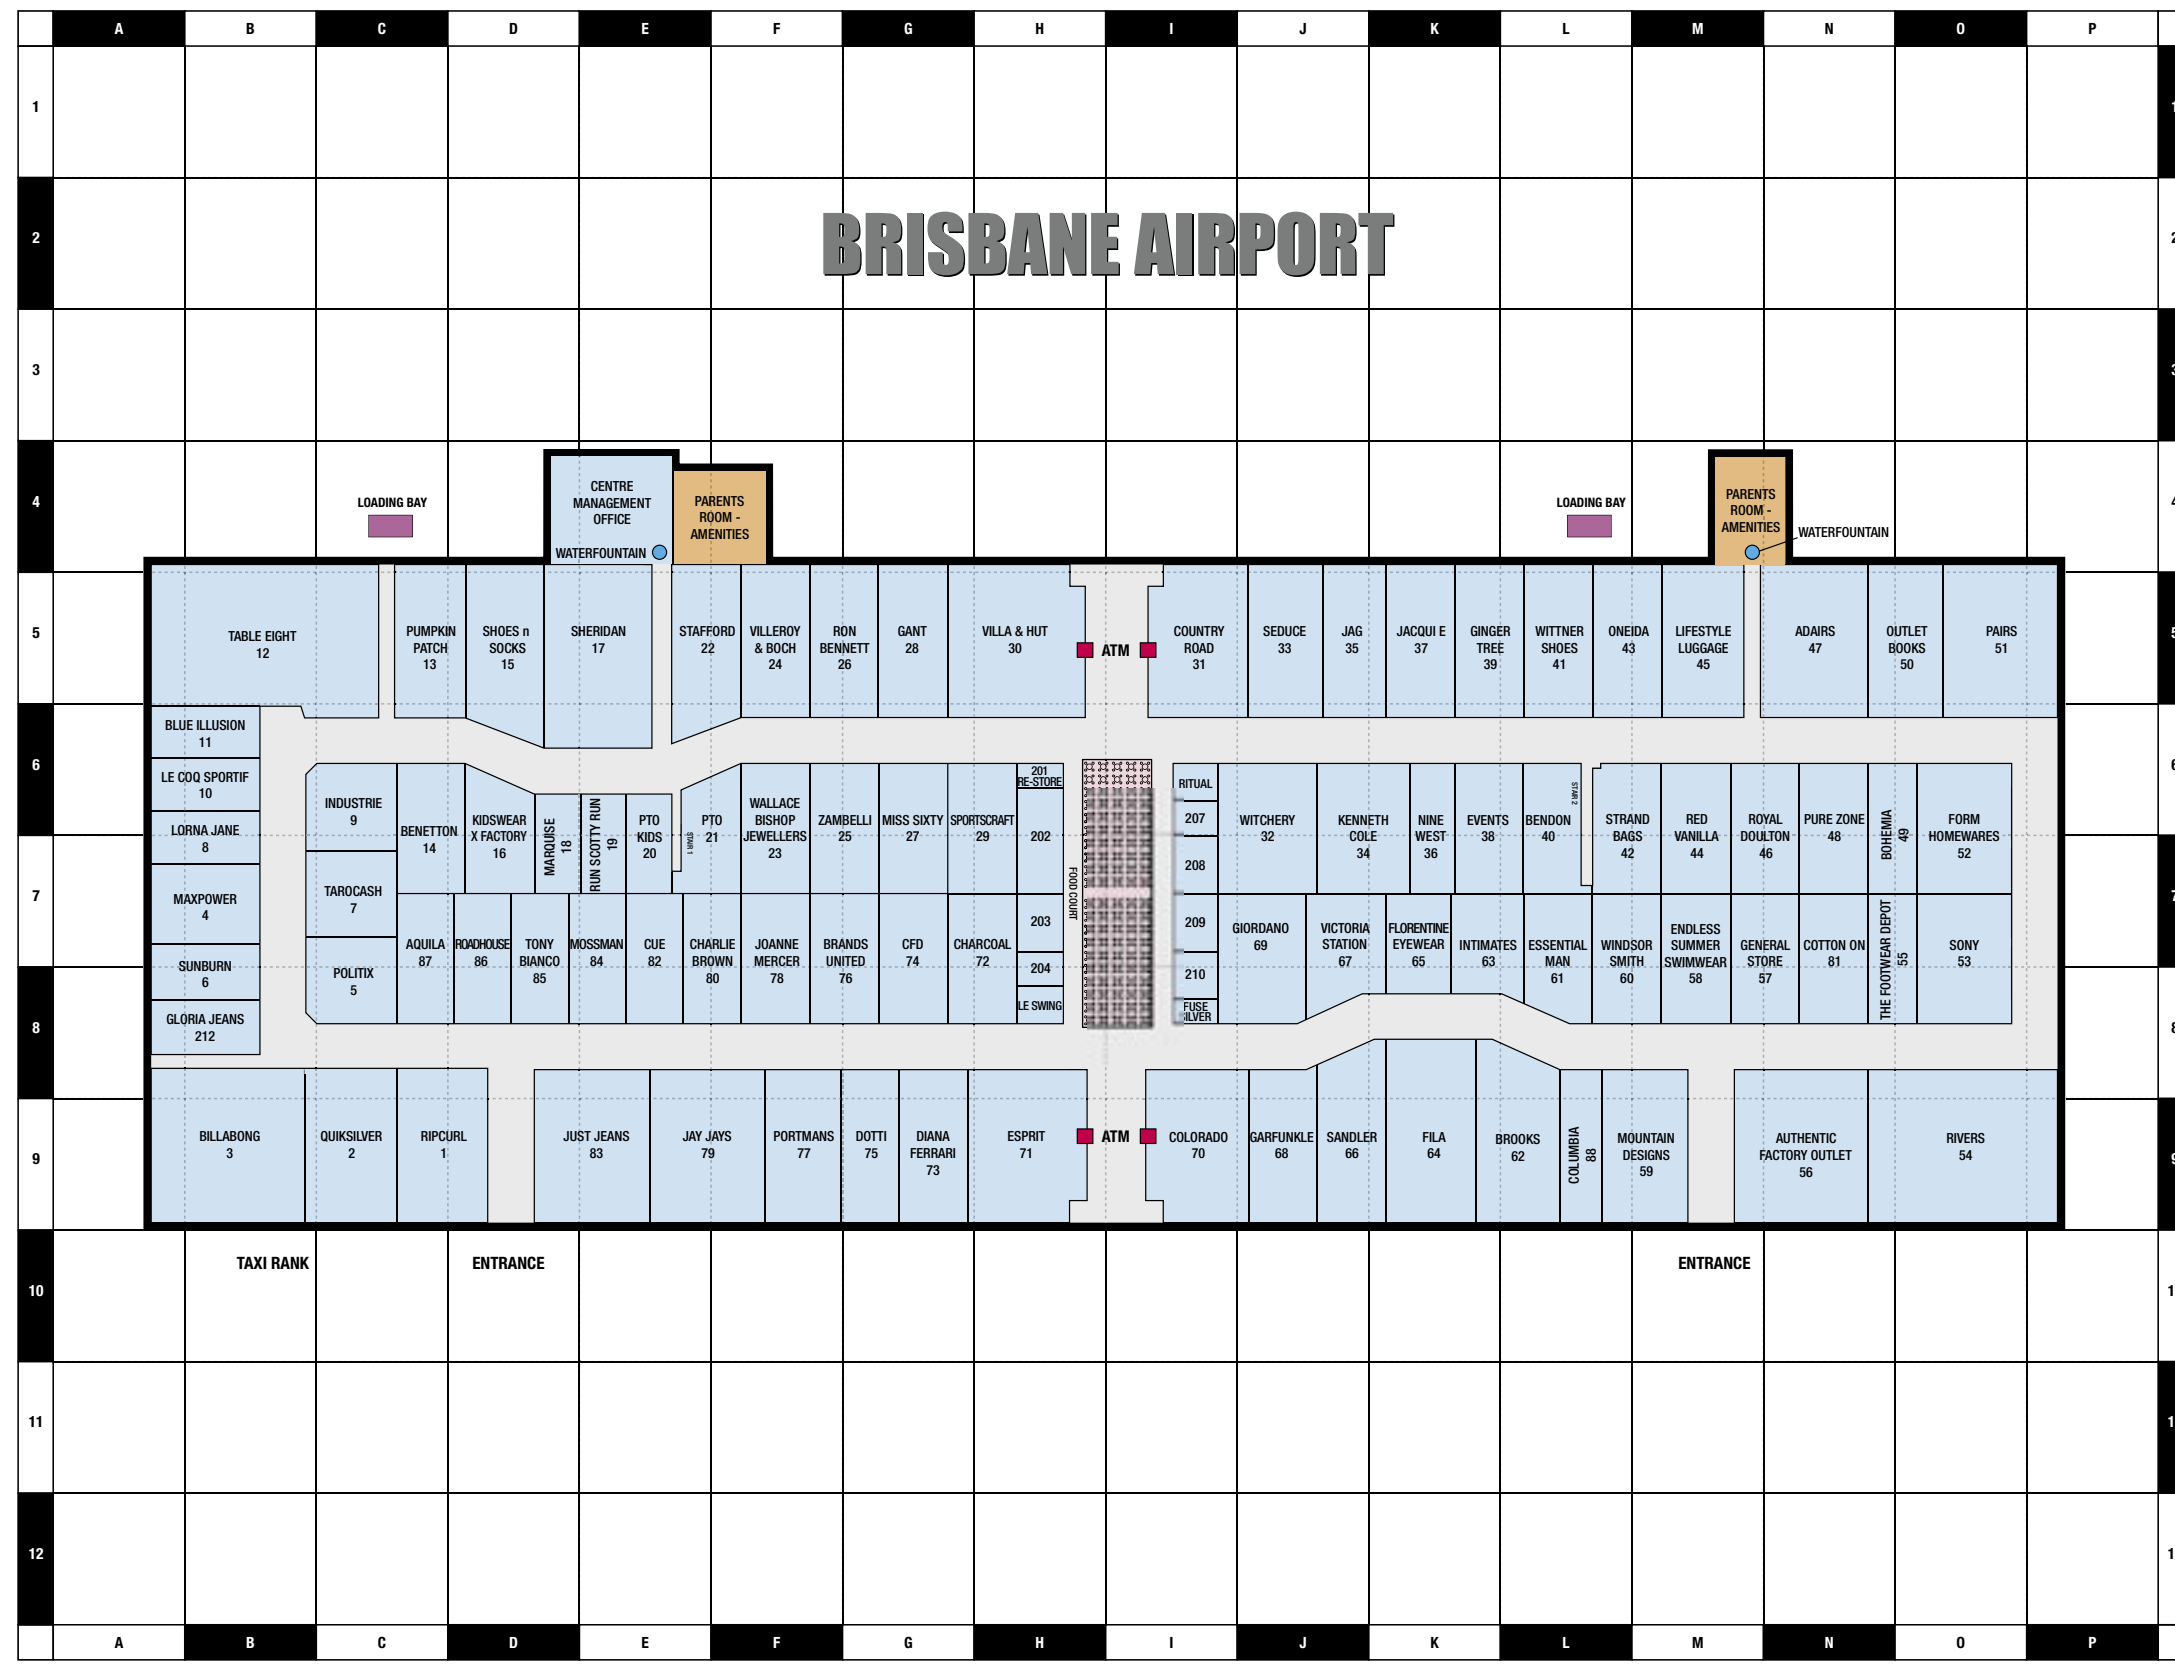 A B C D E F G H I J K L M N O P
1
2
BRISBANE AIRPORT
3
4
LOADING BAY
CENTRE
MANAGEMENT
OFFICE
WATERFOUNTAIN
PARENTS
ROOM -
AMENITIES
LOADING BAY
PARENTS
ROOM -
AMENITIES
WATERFOUNTAIN
5
TABLE EIGHT
12
PUMPKIN
PATCH
13
SHOES n
SOCKS
15
SHERIDAN
17
STAFFORD
22
VILLEROY
& BOCH
24
RON
BENNETT
26
GANT
28
VILLA & HUT
30
ATM
COUNTRY
ROAD
31
SEDUCE
33
JAG
35
JACQUI E
37
GINGER
TREE
39
WITTNER
SHOES
41
ONEIDA
43
LIFESTYLE
LUGGAGE
45
ADAIRS
47
OUTLET
BOOKS
50
PAIRS
51
6
BLUE ILLUSION
11
LE COQ SPORTIF
10
LORNA JANE
8
MAXPOWER
4
SUNBURN
6
GLORIA JEANS
212
INDUSTRIE
9
TAROCASH
7
POLITIX
5
BENETTON
14
KIDSWEAR
X FACTORY
16
MARQUISE
18
RUN SCOTTY RUN
19
PTO
KIDS
20
STAIR 1
PTO
21
WALLACE
BISHOP
JEWELLERS
23
ZAMBELLI
25
MISS SIXTY
27
SPORTSCRAFT
29
201
RE-STORE
202
FOOD COURT
RITUAL
207
208
WITCHERY
32
KENNETH
COLE
34
NINE
WEST
36
EVENTS
38
BENDON
40
STAIR 2
STRAND
BAGS
42
RED
VANILLA
44
ROYAL
DOULTON
46
PURE ZONE
48
BOHEMIA
49
FORM
HOMEWARES
52
7
AQUILA
87
ROADHOUSE
86
TONY
BIANCO
85
MOSSMAN
84
CUE
82
CHARLIE
BROWN
80
JOANNE
MERCER
78
BRANDS
UNITED
76
CFD
74
CHARCOAL
72
203
204
LE SWING
209
210
FUSE
SILVER
GIORDANO
69
VICTORIA
STATION
67
FLORENTINE
EYEWEAR
65
INTIMATES
63
ESSENTIAL
MAN
61
WINDSOR
SMITH
60
ENDLESS
SUMMER
SWIMWEAR
58
GENERAL
STORE
57
COTTON ON
81
THE FOOTWEAR DEPOT
55
SONY
53
8
9
BILLABONG
3
QUIKSILVER
2
RIPCURL
1
JUST JEANS
83
JAY JAYS
79
PORTMANS
77
DOTTI
75
DIANA
FERRARI
73
ESPRIT
71
ATM
COLORADO
70
GARFUNKLE
68
SANDLER
66
FILA
64
BROOKS
62
COLUMBIA
88
MOUNTAIN
DESIGNS
59
AUTHENTIC
FACTORY OUTLET
56
RIVERS
54
10
TAXI RANK
ENTRANCE
ENTRANCE
11
12
A B C D E F G H I J K L M N O P